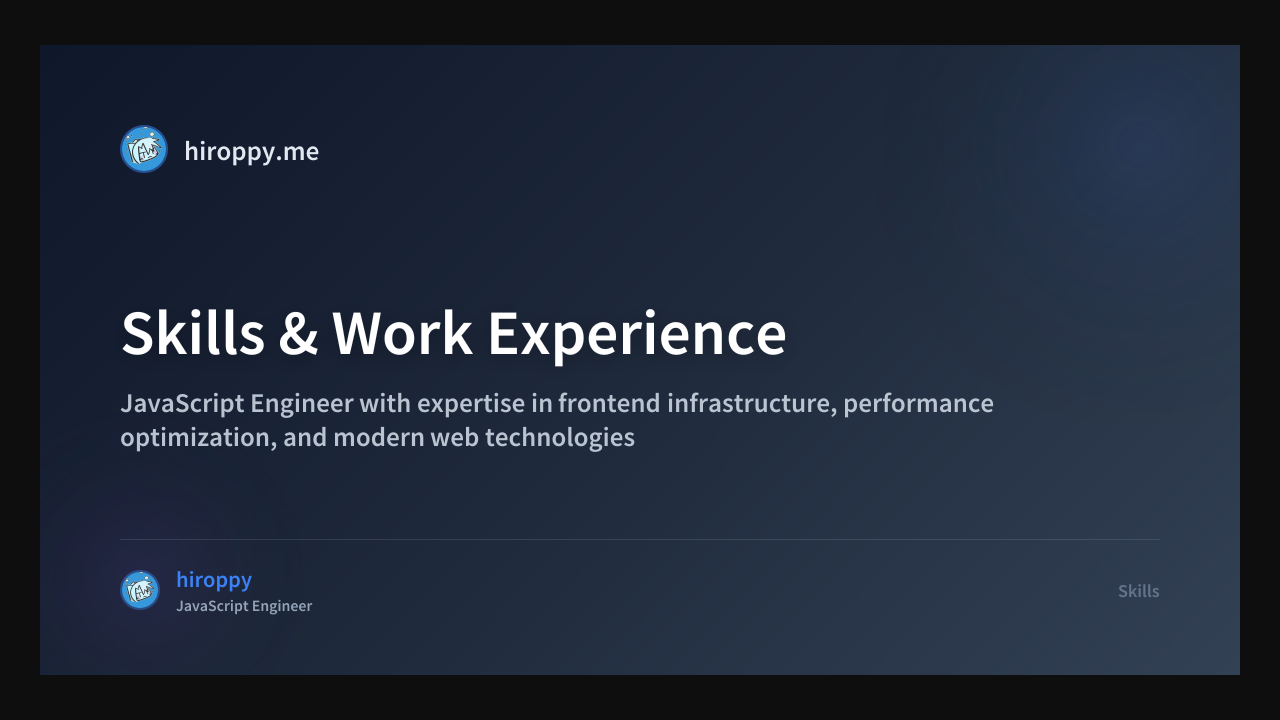 hiroppy.me
Skills & Work Experience
JavaScript Engineer with expertise in frontend infrastructure, performance
optimization, and modern web technologies
hiroppy
JavaScript Engineer
Skills